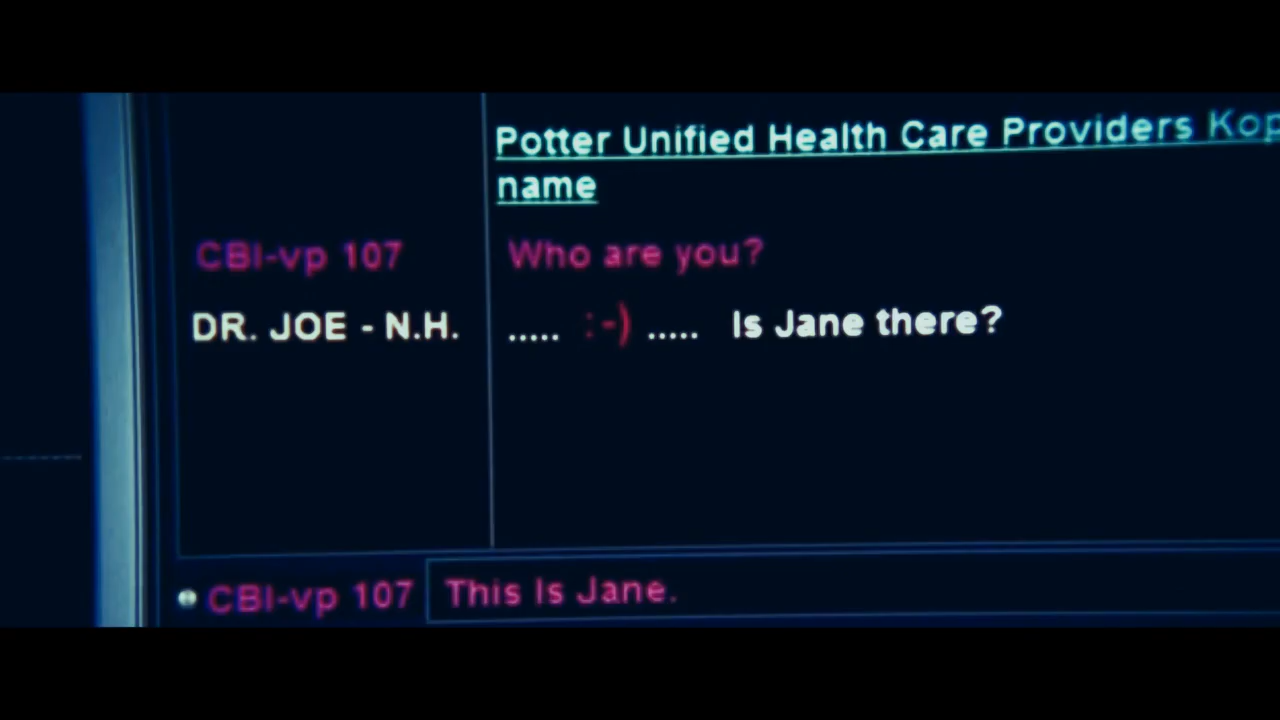 Potter Unified Health Care Providers Kop
name
CBI-vp 107 Who are you?
DR. JOE - N.H. ..... :-) ..... Is Jane there?
CBI-vp 107 This Is Jane.